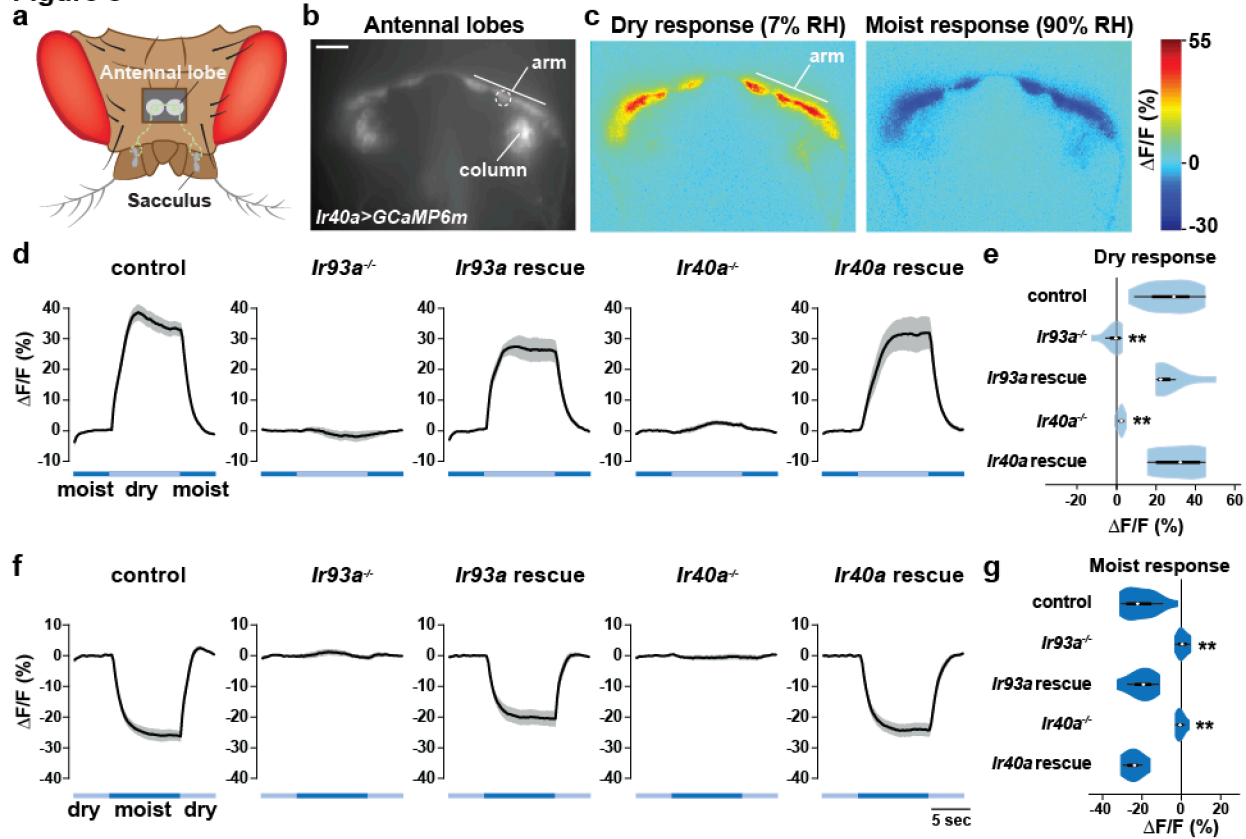 a
Antennal lobe
Sacculus
b
Antennal lobes
arm
column
Ir40a>GCaMP6m
c
Dry response (7% RH)
Moist response (90% RH)
arm
55
0
-30
ΔF/F (%)
d
control
Ir93a-/-
Ir93a rescue
Ir40a-/-
Ir40a rescue
ΔF/F (%)
40
30
20
10
0
-10
40
30
20
10
0
-10
40
30
20
10
0
-10
40
30
20
10
0
-10
40
30
20
10
0
-10
moist dry moist
e
Dry response
control
Ir93a-/-
**
Ir93a rescue
Ir40a-/-
**
Ir40a rescue
-20 0 20 40 60
ΔF/F (%)
f
control
Ir93a-/-
Ir93a rescue
Ir40a-/-
Ir40a rescue
ΔF/F (%)
10
0
-10
-20
-30
-40
10
0
-10
-20
-30
-40
10
0
-10
-20
-30
-40
10
0
-10
-20
-30
-40
10
0
-10
-20
-30
-40
dry moist dry
5 sec
g
Moist response
control
Ir93a-/-
**
Ir93a rescue
Ir40a-/-
**
Ir40a rescue
-40 -20 0 20
ΔF/F (%)